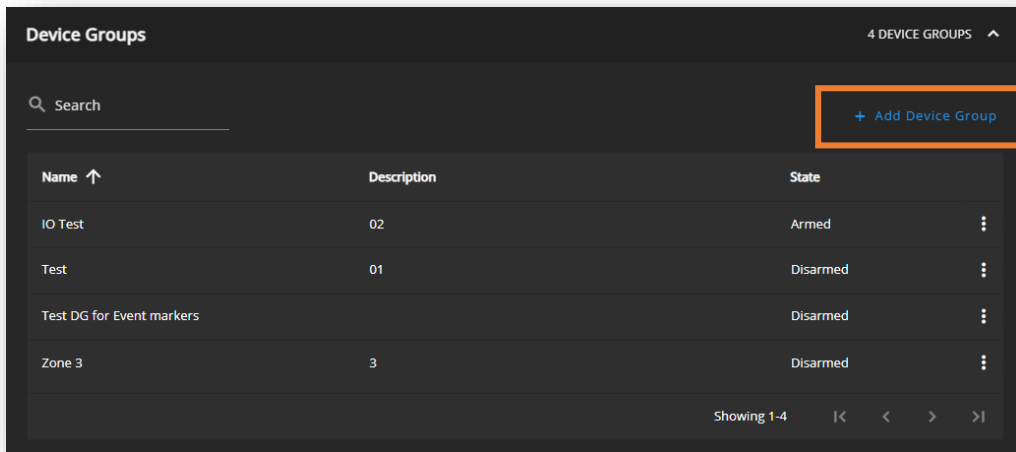 Device Groups 4 DEVICE GROUPS
Search
+ Add Device Group
Name Description State
IO Test 02 Armed
Test 01 Disarmed
Test DG for Event markers Disarmed
Zone 3 3 Disarmed
Showing 1-4